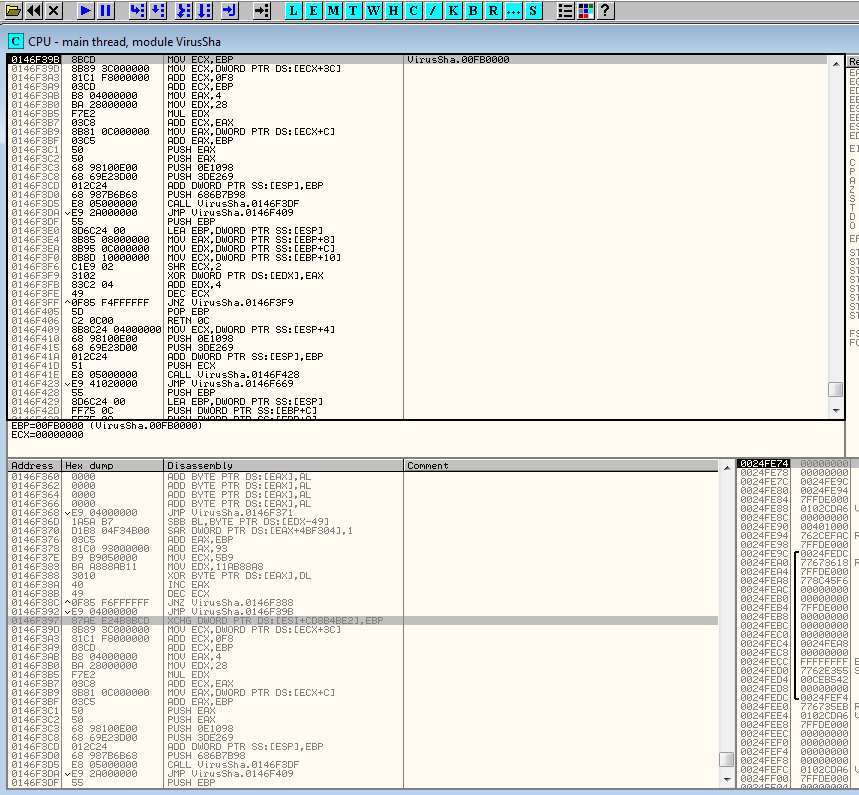 L E M T W H C / K B R ... S ?
C CPU - main thread, module VirusSha
0146F39B 8BCD MOV ECX,EBP VirusSha.00FB0000
0146F39D 8B89 3C000000 MOV ECX,DWORD PTR DS:[ECX+3C]
0146F3A3 81C1 F8000000 ADD ECX,0F8
0146F3A9 03CD ADD ECX,EBP
0146F3AB B8 04000000 MOV EAX,4
0146F3B0 BA 28000000 MOV EDX,28
0146F3B5 F7E2 MUL EDX
0146F3B7 03C8 ADD ECX,EAX
0146F3B9 8B81 0C000000 MOV EAX,DWORD PTR DS:[ECX+C]
0146F3BF 03C5 ADD EAX,EBP
0146F3C1 50 PUSH EAX
0146F3C2 50 PUSH EAX
0146F3C3 68 98100E00 PUSH 0E1098
0146F3C8 68 69E23D00 PUSH 3DE269
0146F3CD 012C24 ADD DWORD PTR SS:[ESP],EBP
0146F3D0 68 987B6B68 PUSH 686B7B98
0146F3D5 E8 05000000 CALL VirusSha.0146F3DF
0146F3DA E9 2A000000 JMP VirusSha.0146F409
0146F3DF 55 PUSH EBP
0146F3E0 8D6C24 00 LEA EBP,DWORD PTR SS:[ESP]
0146F3E4 8B85 08000000 MOV EAX,DWORD PTR SS:[EBP+8]
0146F3EA 8B95 0C000000 MOV EDX,DWORD PTR SS:[EBP+C]
0146F3F0 8B8D 10000000 MOV ECX,DWORD PTR SS:[EBP+10]
0146F3F6 C1E9 02 SHR ECX,2
0146F3F9 3102 XOR DWORD PTR DS:[EDX],EAX
0146F3FB 83C2 04 ADD EDX,4
0146F3FE 49 DEC ECX
0146F3FF ^0F85 F4FFFFFF JNZ VirusSha.0146F3F9
0146F405 5D POP EBP
0146F406 C2 0C00 RETN 0C
0146F409 8B8C24 04000000 MOV ECX,DWORD PTR SS:[ESP+4]
0146F410 68 98100E00 PUSH 0E1098
0146F415 68 69E23D00 PUSH 3DE269
0146F41A 012C24 ADD DWORD PTR SS:[ESP],EBP
0146F41D 51 PUSH ECX
0146F41E E8 05000000 CALL VirusSha.0146F428
0146F423 E9 41020000 JMP VirusSha.0146F669
0146F428 55 PUSH EBP
0146F429 8D6C24 00 LEA EBP,DWORD PTR SS:[ESP]
0146F42D FF75 0C PUSH DWORD PTR SS:[EBP+C]
EBP=00FB0000 (VirusSha.00FB0000)
ECX=00000000
Address Hex dump Disassembly Comment
0146F360 0000 ADD BYTE PTR DS:[EAX],AL
0146F362 0000 ADD BYTE PTR DS:[EAX],AL
0146F364 0000 ADD BYTE PTR DS:[EAX],AL
0146F366 0000 ADD BYTE PTR DS:[EAX],AL
0146F368 E9 04000000 JMP VirusSha.0146F371
0146F36D 1A5A B7 SBB BL,BYTE PTR DS:[EDX-49]
0146F370 D1B8 04F34B00 SAR DWORD PTR DS:[EAX+4BF304],1
0146F376 03C5 ADD EAX,EBP
0146F378 81C0 93000000 ADD EAX,93
0146F37E B9 B9050000 MOV ECX,5B9
0146F383 BA A888AB11 MOV EDX,11AB88A8
0146F388 3010 XOR BYTE PTR DS:[EAX],DL
0146F38A 40 INC EAX
0146F38B 49 DEC ECX
0146F38C ^0F85 F6FFFFFF JNZ VirusSha.0146F388
0146F392 E9 04000000 JMP VirusSha.0146F39B
0146F397 87AE E24B8BCD XCHG DWORD PTR DS:[ESI+CD8B4BE2],EBP
0146F39D 8B89 3C000000 MOV ECX,DWORD PTR DS:[ECX+3C]
0146F3A3 81C1 F8000000 ADD ECX,0F8
0146F3A9 03CD ADD ECX,EBP
0146F3AB B8 04000000 MOV EAX,4
0146F3B0 BA 28000000 MOV EDX,28
0146F3B5 F7E2 MUL EDX
0146F3B7 03C8 ADD ECX,EAX
0146F3B9 8B81 0C000000 MOV EAX,DWORD PTR DS:[ECX+C]
0146F3BF 03C5 ADD EAX,EBP
0146F3C1 50 PUSH EAX
0146F3C2 50 PUSH EAX
0146F3C3 68 98100E00 PUSH 0E1098
0146F3C8 68 69E23D00 PUSH 3DE269
0146F3CD 012C24 ADD DWORD PTR SS:[ESP],EBP
0146F3D0 68 987B6B68 PUSH 686B7B98
0146F3D5 E8 05000000 CALL VirusSha.0146F3DF
0146F3DA E9 2A000000 JMP VirusSha.0146F409
0146F3DF 55 PUSH EBP
0024FE74 00000000
0024FE78 00000000
0024FE7C 0024FE9C
0024FE80 0024FE94
0024FE84 7FFDE000
0024FE88 0102CDA6
0024FE8C 00000000
0024FE90 00401000
0024FE94 762CEFAC
0024FE98 7FFDE000
0024FE9C 0024FEDC
0024FEA0 77673618
0024FEA4 7FFDE000
0024FEA8 778C45F6
0024FEAC 00000000
0024FEB0 00000000
0024FEB4 7FFDE000
0024FEB8 00000000
0024FEBC 00000000
0024FEC0 00000000
0024FEC4 0024FEA8
0024FEC8 00000000
0024FECC FFFFFFFF
0024FED0 7762E355
0024FED4 00CEB542
0024FED8 00000000
0024FEDC 0024FEF4
0024FEE0 776735EB
0024FEE4 0102CDA6
0024FEE8 7FFDE000
0024FEEC 00000000
0024FEF0 00000000
0024FEF4 00000000
0024FEF8 00000000
0024FEFC 0102CDA6
0024FF00 7FFDE000